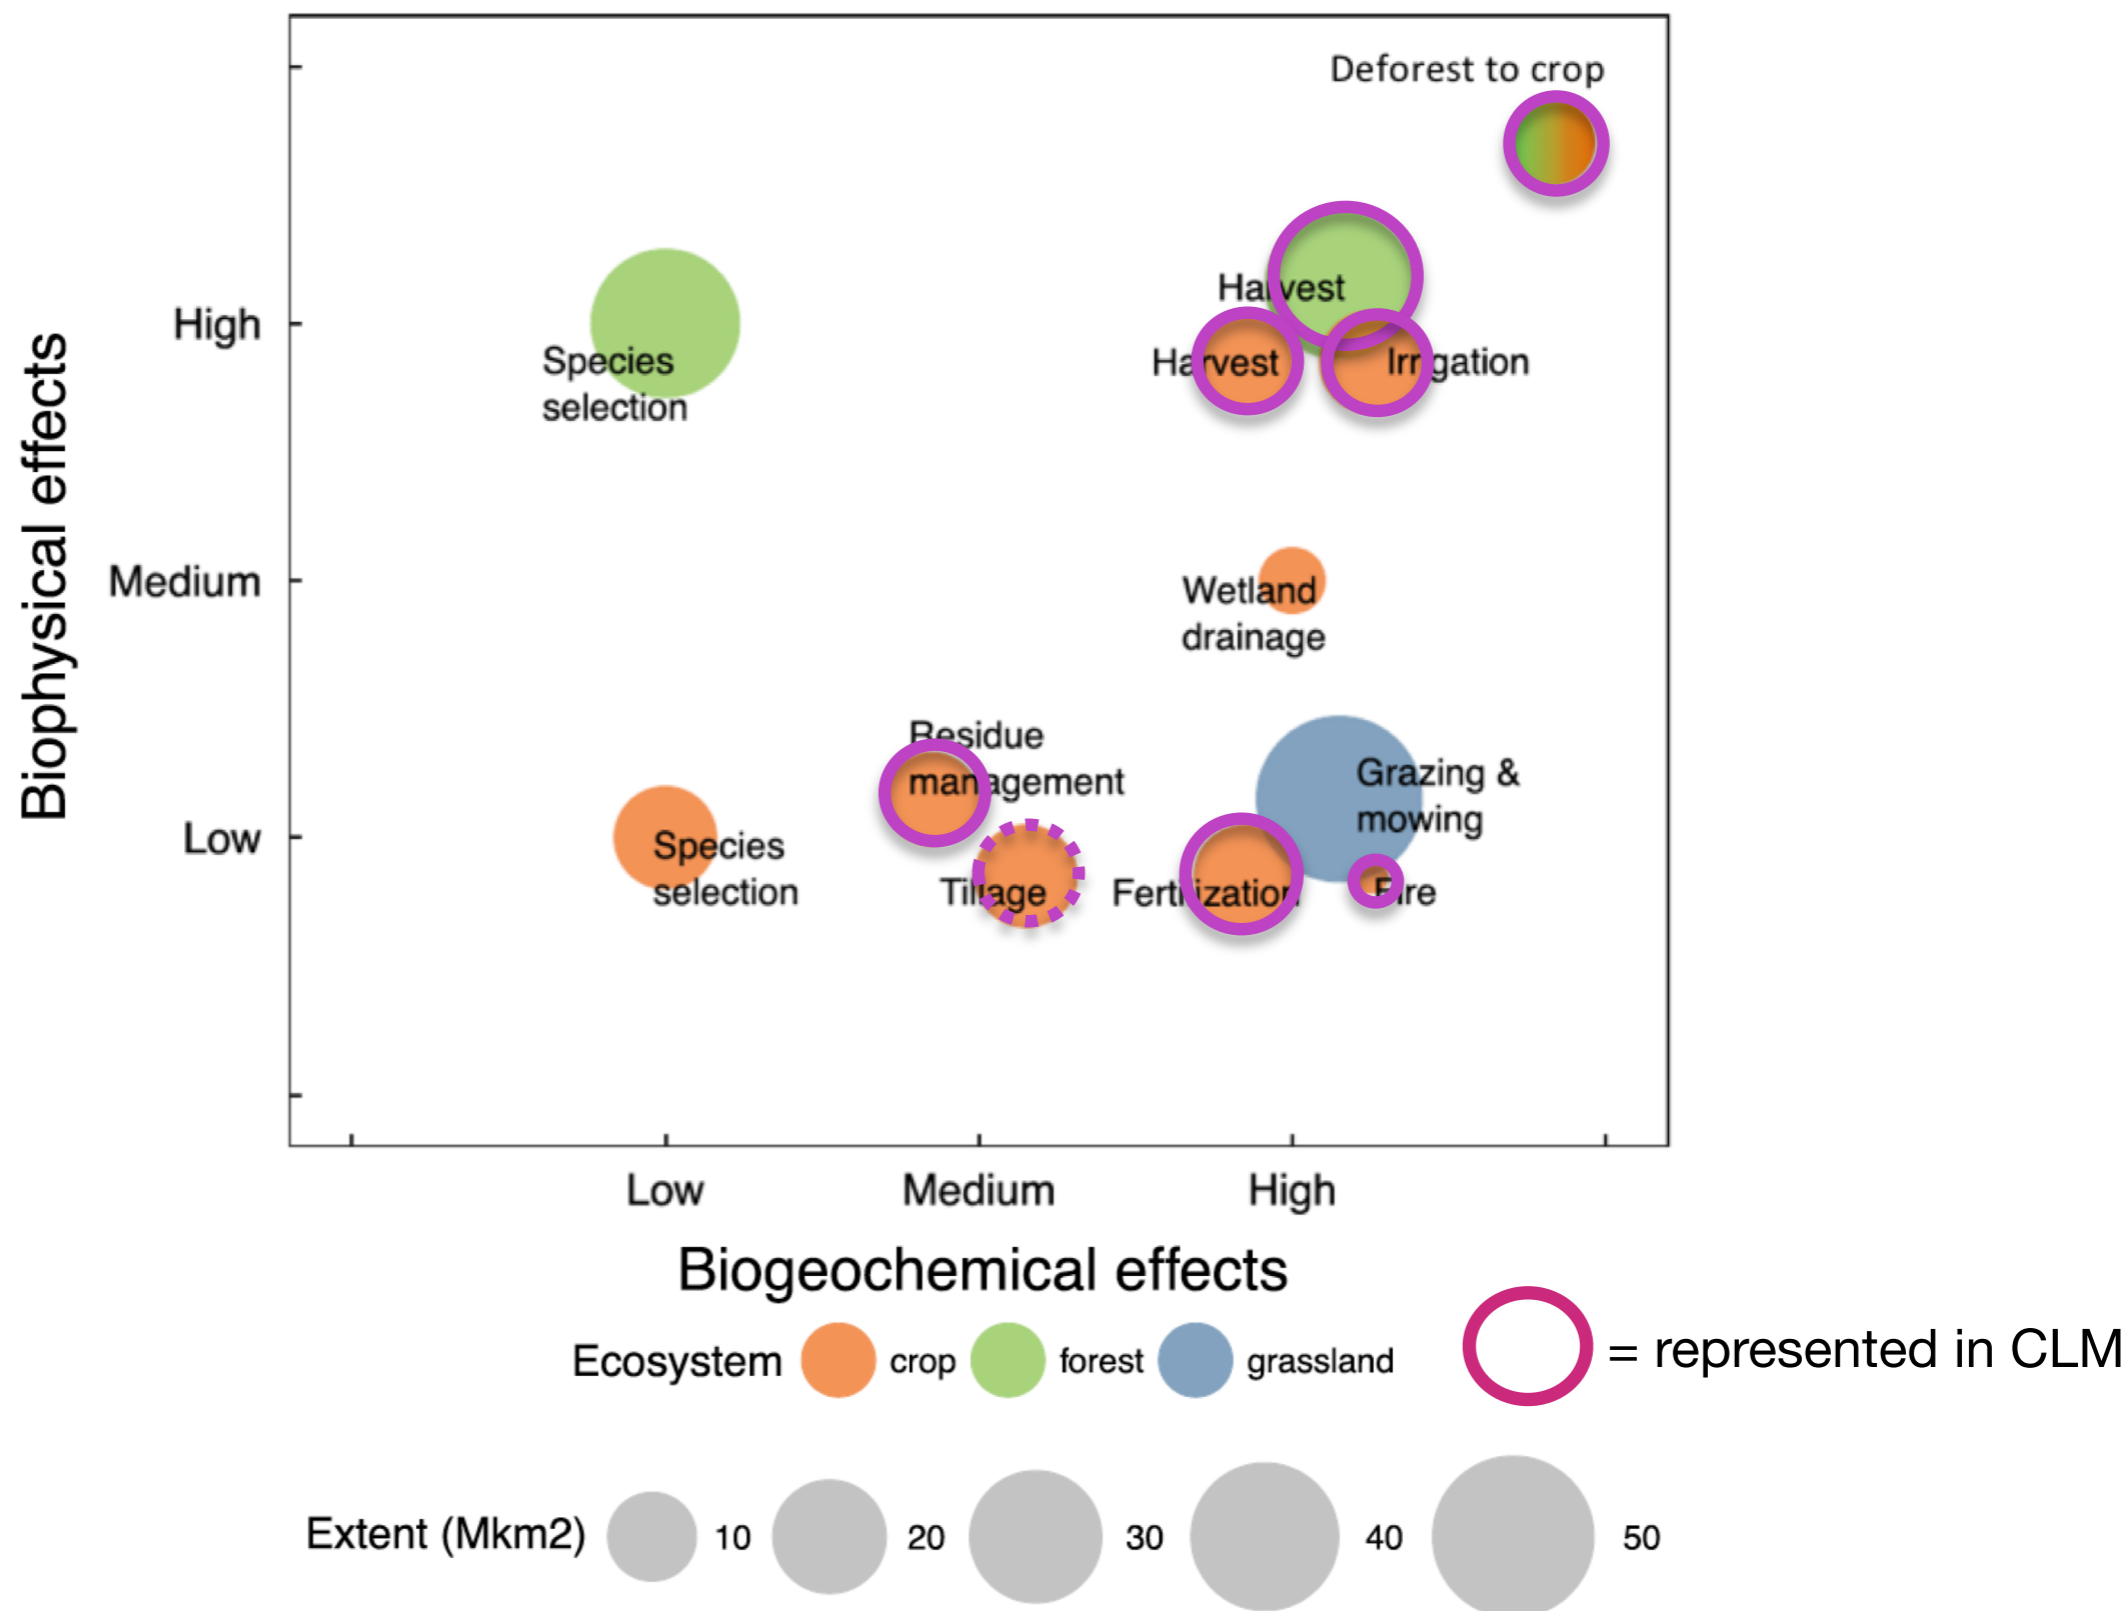 Deforest to crop
Harvest
High
Harvest
Irrigation
Species
selection
Biophysical effects
Medium
Wetland
drainage
Residue
management
Grazing &
mowing
Low
Species
selection
Tillage
Fertilization
Fire
Low
Medium
High
Biogeochemical effects
Ecosystem crop forest grassland = represented in CLM
Extent (Mkm2) 10 20 30 40 50